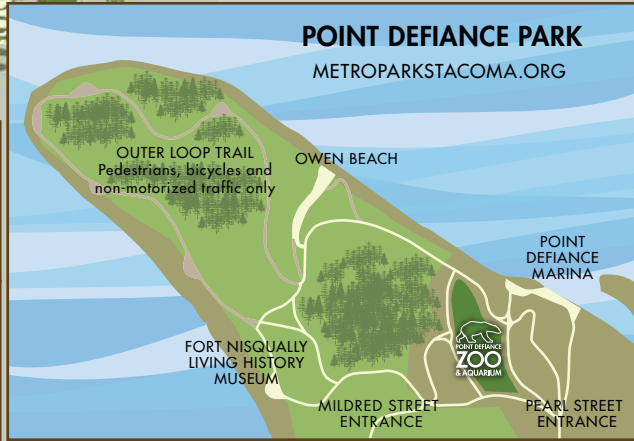 POINT DEFIANCE PARK
METROPARKSTACOMA.ORG
OUTER LOOP TRAIL
Pedestrians, bicycles and
non-motorized traffic only
OWEN BEACH
POINT
DEFIANCE
MARINA
FORT NISQUALLY
LIVING HISTORY
MUSEUM
POINT DEFIANCE
ZOO
& AQUARIUM
MILDRED STREET
ENTRANCE
PEARL STREET
ENTRANCE